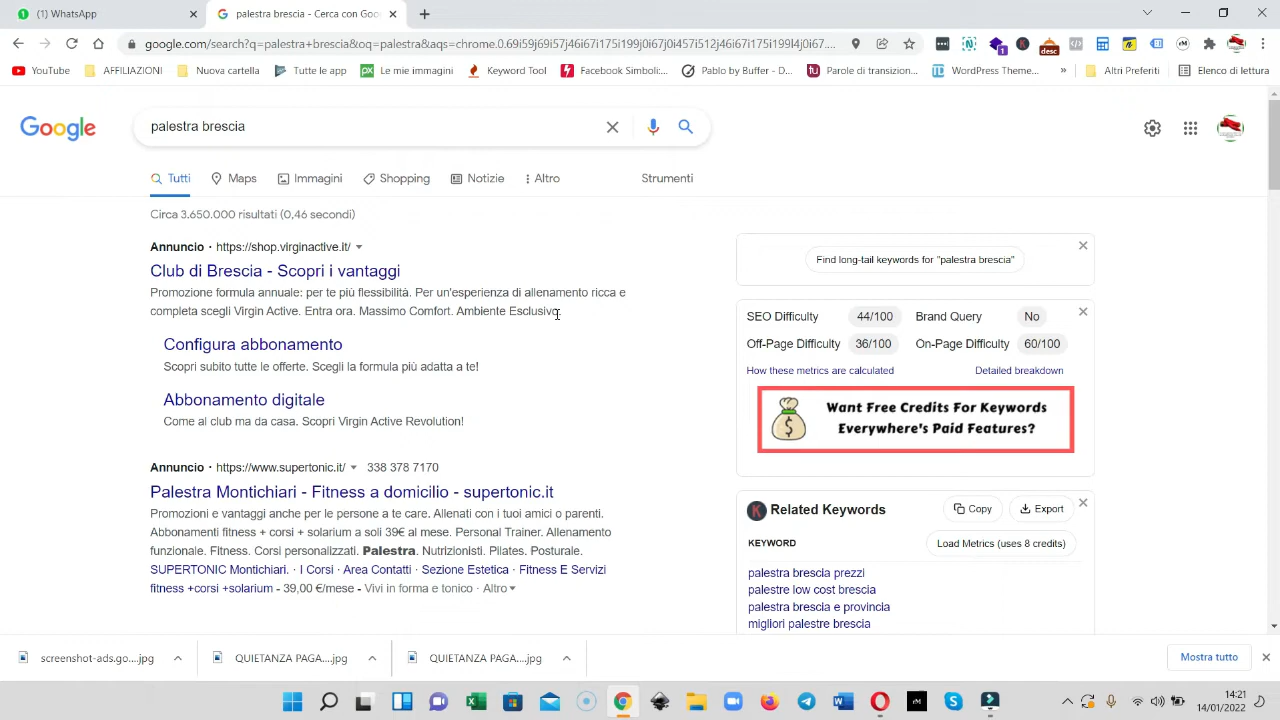 (1) WhatsApp
palestra brescia - Cerca con Goo
google.com/search?q=palestra+brescia&oq=palestra&aqs=chrome.0.69i59l3j69i57j46i67i175i199j0i67j0i457i512j46i67i175i199l4j0i67...
YouTube
AFFILIAZIONI
Nuova cartella
Tutte le app
Le mie immagini
Keyword Tool
Facebook Simboli:...
Pablo by Buffer - D...
Parole di transizion...
WordPress Theme...
»
Altri Preferiti
Elenco di lettura
Google
palestra brescia
Tutti
Maps
Immagini
Shopping
Notizie
Altro
Strumenti
Circa 3.650.000 risultati (0,46 secondi)
Annuncio · https://shop.virginactive.it/
Club di Brescia - Scopri i vantaggi
Promozione formula annuale: per te più flessibilità. Per un'esperienza di allenamento ricca e
completa scegli Virgin Active. Entra ora. Massimo Comfort. Ambiente Esclusivo.
Configura abbonamento
Scopri subito tutte le offerte. Scegli la formula più adatta a te!
Abbonamento digitale
Come al club ma da casa. Scopri Virgin Active Revolution!
Annuncio · https://www.supertonic.it/ 338 378 7170
Palestra Montichiari - Fitness a domicilio - supertonic.it
Promozioni e vantaggi anche per le persone a te care. Allenati con i tuoi amici o parenti.
Abbonamenti fitness + corsi + solarium a soli 39€ al mese. Personal Trainer. Allenamento
funzionale. Fitness. Corsi personalizzati. Palestra. Nutrizionisti. Pilates. Posturale.
SUPERTONIC Montichiari. · I Corsi · Area Contatti · Sezione Estetica · Fitness E Servizi
fitness +corsi +solarium - 39,00 €/mese - Vivi in forma e tonico · Altro
Find long-tail keywords for "palestra brescia"
SEO Difficulty 44/100 Brand Query No
Off-Page Difficulty 36/100 On-Page Difficulty 60/100
How these metrics are calculated Detailed breakdown
Want Free Credits For Keywords
Everywhere's Paid Features?
Related Keywords Copy Export
KEYWORD Load Metrics (uses 8 credits)
palestra brescia prezzi
palestre low cost brescia
palestra brescia e provincia
migliori palestre brescia
screenshot-ads.go....jpg
QUIETANZA PAGA....jpg
QUIETANZA PAGA....jpg
Mostra tutto
14:21
14/01/2022